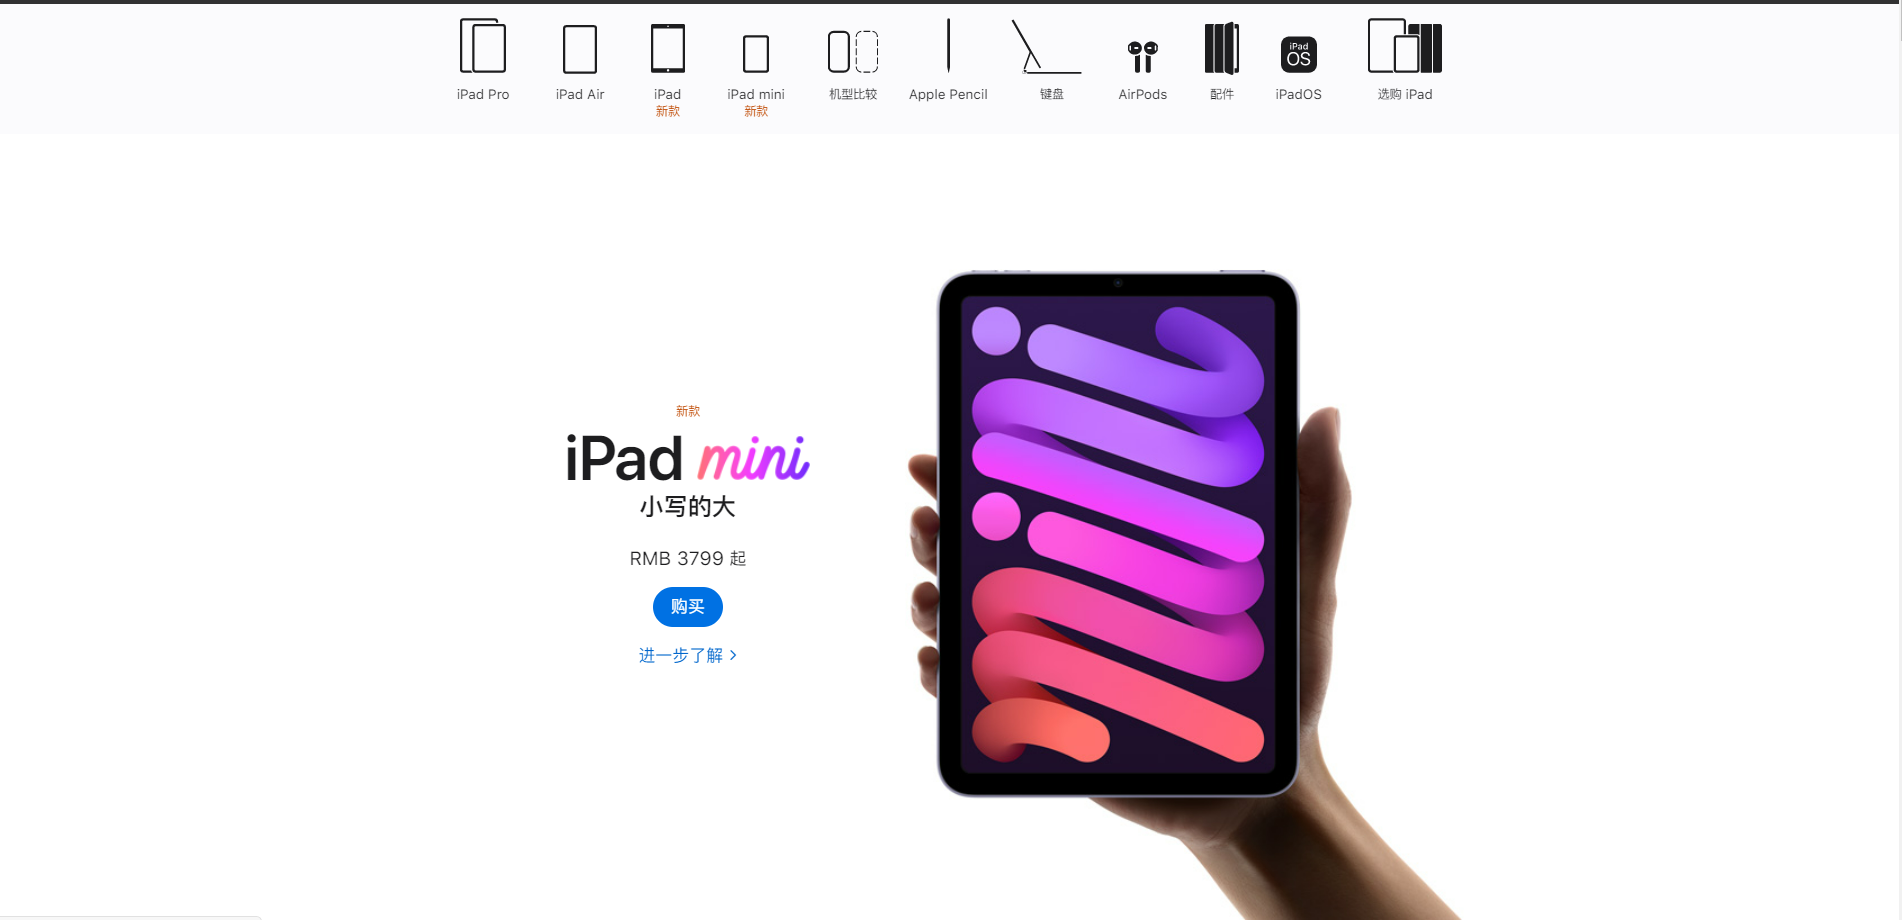 iPad Pro
iPad Air
iPad
新款
iPad mini
新款
机型比较
Apple Pencil
键盘
AirPods
配件
iPad
OS
iPadOS
选购 iPad
新款
iPad mini
小写的大
RMB 3799 起
购买
进一步了解 >